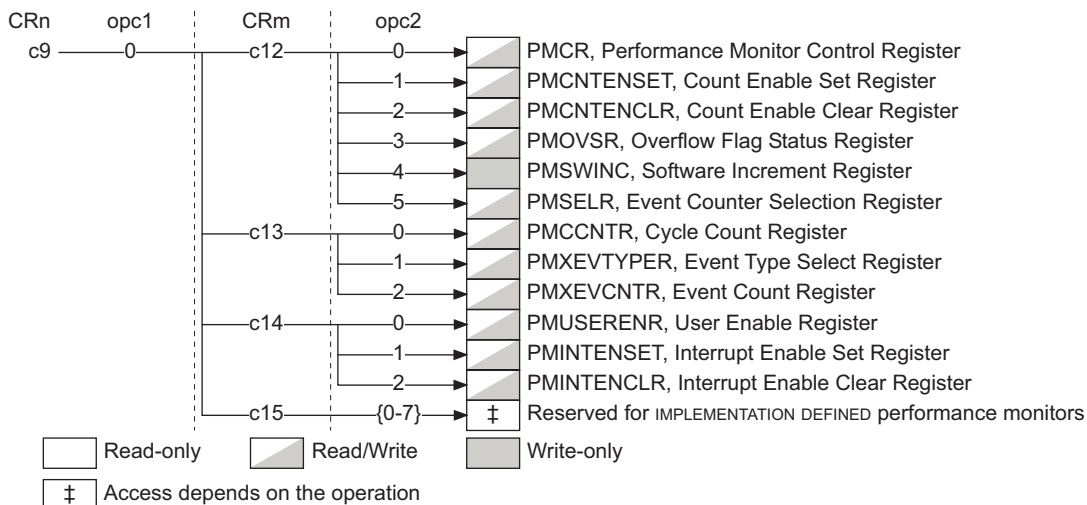 CRn opc1 CRm opc2
c9 0 c12 0 PMCR, Performance Monitor Control Register
1 PMCNTENSET, Count Enable Set Register
2 PMCNTENCLR, Count Enable Clear Register
3 PMOVSR, Overflow Flag Status Register
4 PMSWINC, Software Increment Register
5 PMSELR, Event Counter Selection Register
c13 0 PMCCNTR, Cycle Count Register
1 PMXEVTYPER, Event Type Select Register
2 PMXEVCNTR, Event Count Register
c14 0 PMUSERENR, User Enable Register
1 PMINTENSET, Interrupt Enable Set Register
2 PMINTENCLR, Interrupt Enable Clear Register
c15 {0-7} ‡ Reserved for IMPLEMENTATION DEFINED performance monitors
Read-only Read/Write Write-only
‡ Access depends on the operation